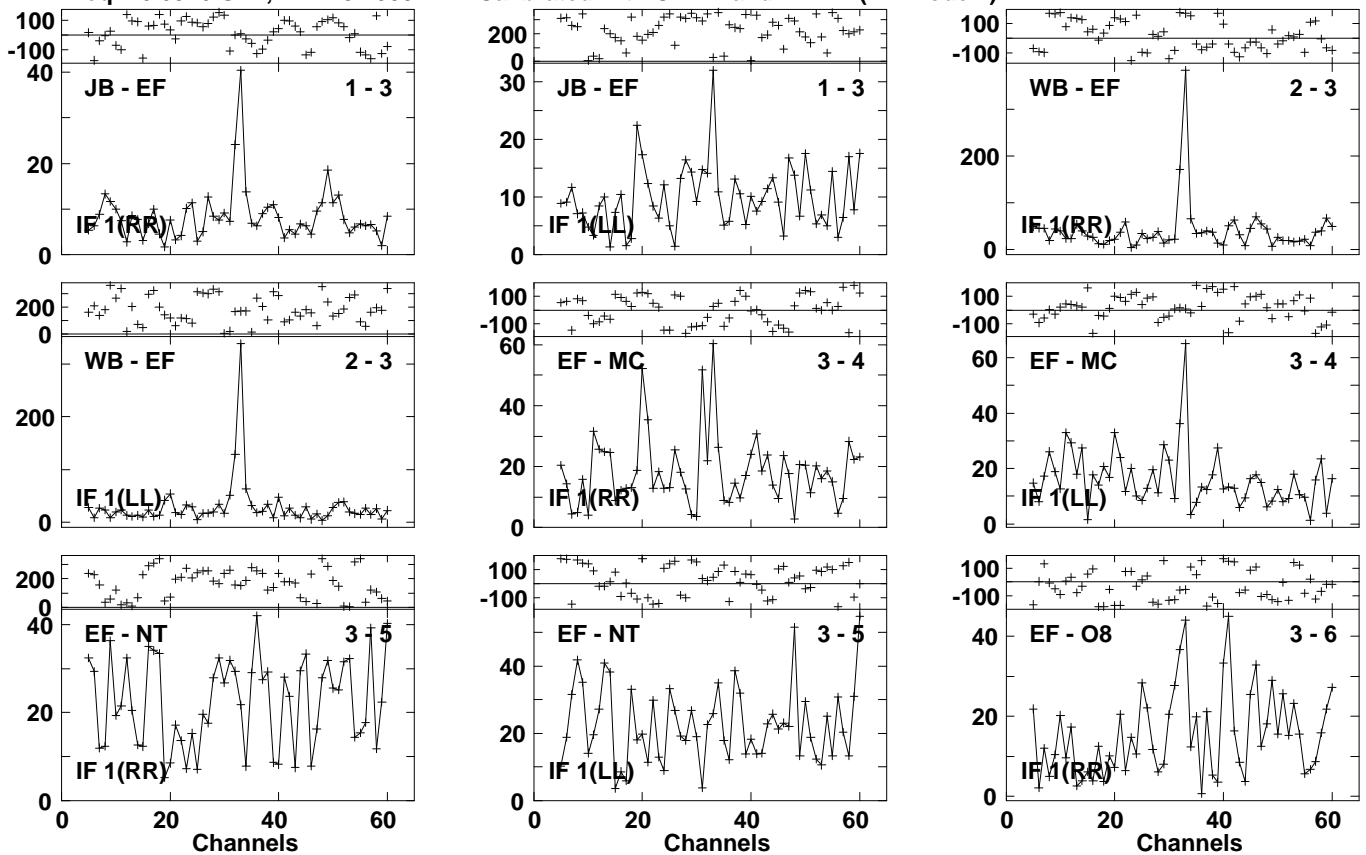 100
-100
40
20
0
JB - EF 1 - 3
IF 1(RR)
200
0
30
20
10
0
JB - EF 1 - 3
IF 1(LL)
100
-100
200
0
WB - EF 2 - 3
IF 1(RR)
200
0
200
0
WB - EF 2 - 3
IF 1(LL)
100
-100
60
40
20
0
EF - MC 3 - 4
IF 1(RR)
100
-100
60
40
20
0
EF - MC 3 - 4
IF 1(LL)
200
0
40
20
0
EF - NT 3 - 5
IF 1(RR)
0 20 40 60
Channels
100
-100
40
20
0
EF - NT 3 - 5
IF 1(LL)
0 20 40 60
Channels
100
-100
40
20
0
EF - O8 3 - 6
IF 1(RR)
0 20 40 60
Channels